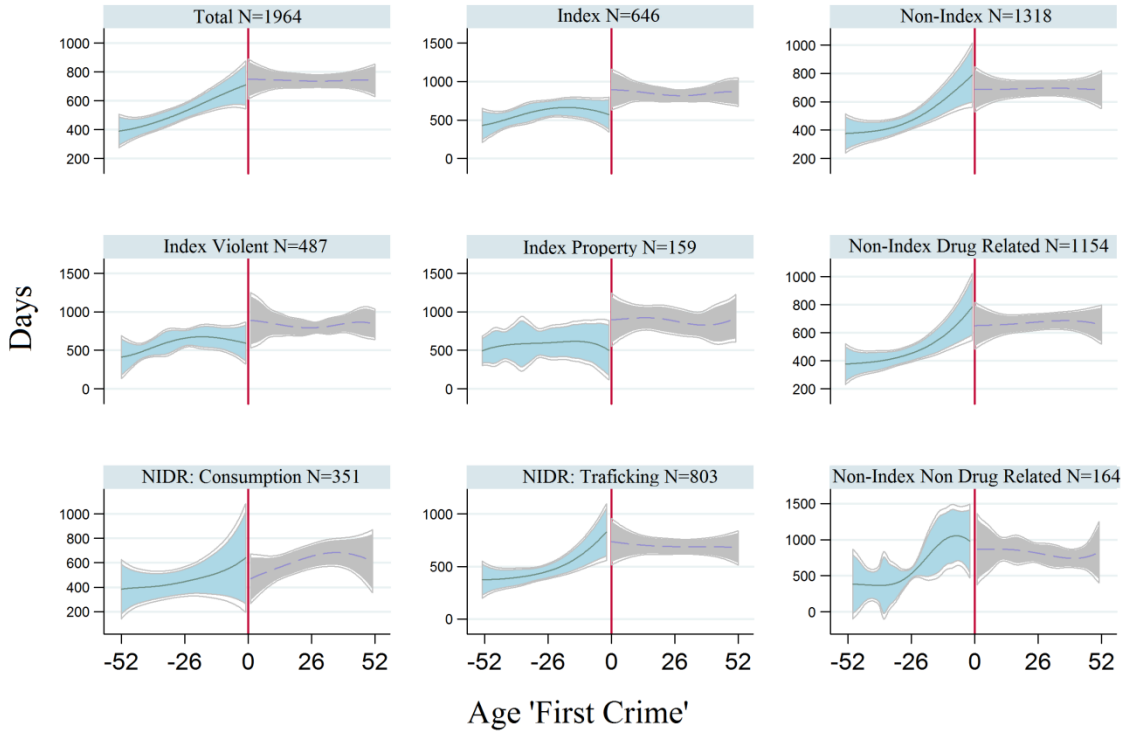 Total N=1964
Index N=646
Non-Index N=1318
1000
800
600
400
200
1500
1000
500
0
1000
800
600
400
200
Index Violent N=487
Index Property N=159
Non-Index Drug Related N=1154
1500
1000
500
0
1500
1000
500
0
1000
800
600
400
200
Days
NIDR: Consumption N=351
NIDR: Traficking N=803
Non-Index Non Drug Related N=164
1000
800
600
400
200
1000
500
0
1500
1000
500
0
-52 -26 0 26 52
-52 -26 0 26 52
-52 -26 0 26 52
Age 'First Crime'